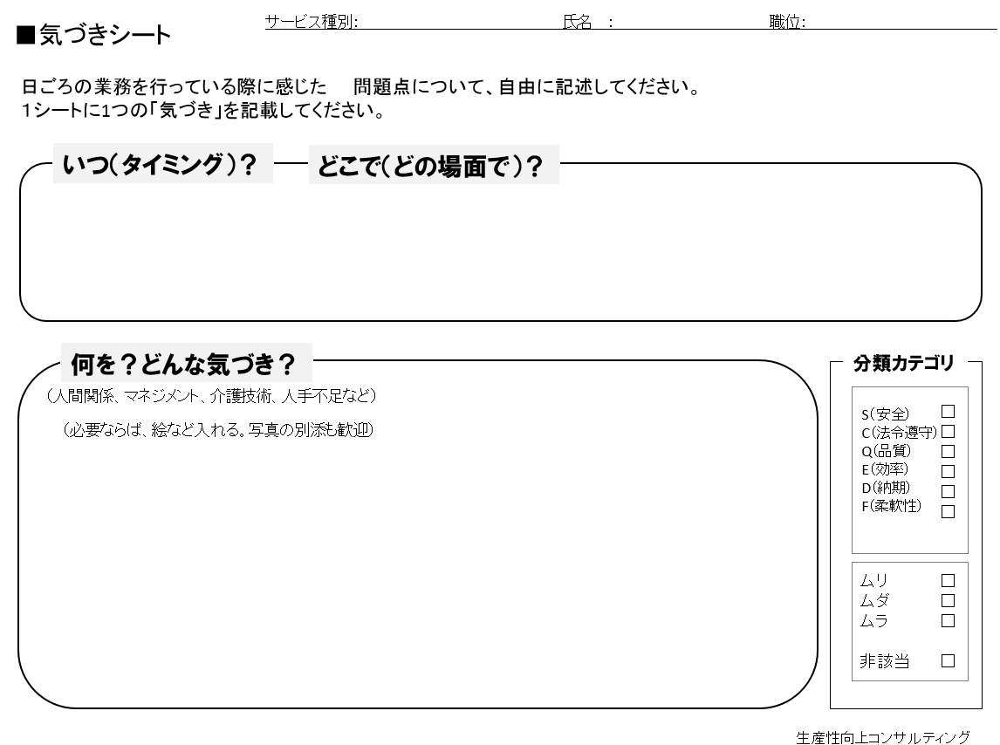 サービス種別:　氏名　:　職位:
■気づきシート
日ごろの業務を行っている際に感じた　問題点について、自由に記述してください。
１シートに1つの「気づき」を記載してください。
いつ(タイミング)？　どこで(どの場面で)？
何を？どんな気づき？
(人間関係、マネジメント、介護技術、人手不足など)
(必要ならば、絵など入れる。写真の別添も歓迎)
分類カテゴリ
S(安全) □
C(法令遵守) □
Q(品質) □
E(効率) □
D(納期) □
F(柔軟性) □
ムリ □
ムダ □
ムラ □
非該当 □
生産性向上コンサルティング